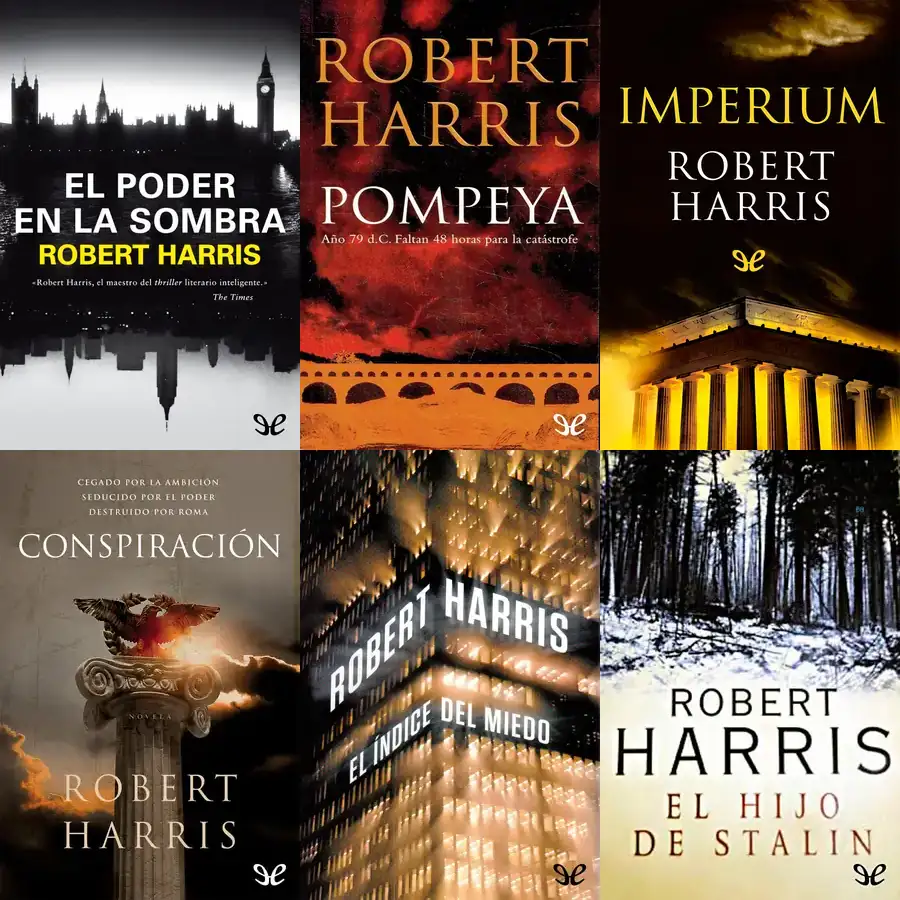 EL PODER
EN LA SOMBRA
ROBERT HARRIS
«Robert Harris, el maestro del thriller literario inteligente.»
The Times
ROBERT
HARRIS
POMPEYA
Año 79 d.C. Faltan 48 horas para la catástrofe
IMPERIUM
ROBERT
HARRIS
CEGADO POR LA AMBICIÓN
SEDUCIDO POR EL PODER
DESTRUIDO POR ROMA
CONSPIRACIÓN
NOVELA
ROBERT
HARRIS
ROBERT HARRIS
EL ÍNDICE DEL MIEDO
ROBERT
HARRIS
EL HIJO
DE STALIN